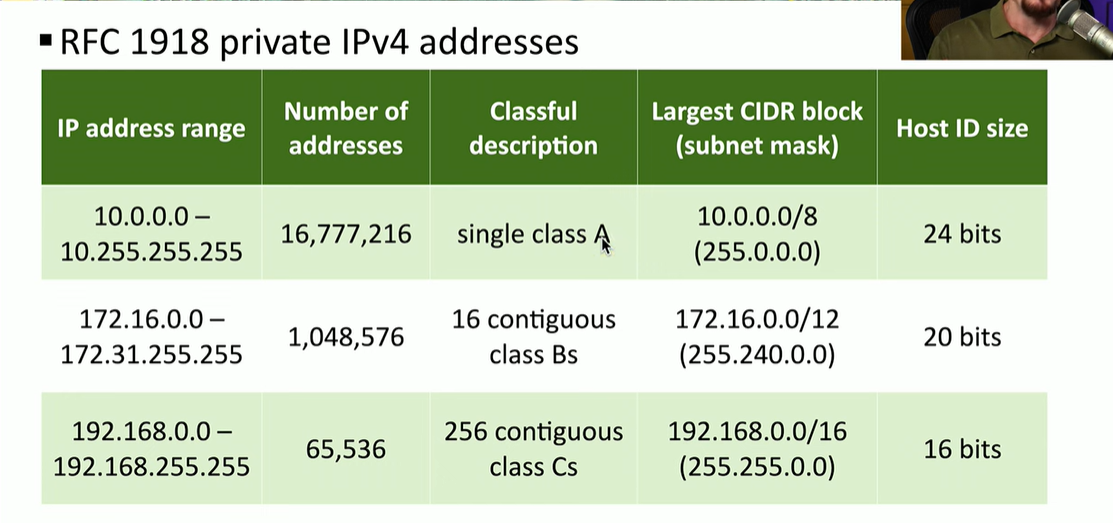 ▪ RFC 1918 private IPv4 addresses
IP address range
Number of
addresses
Classful
description
Largest CIDR block
(subnet mask)
Host ID size
10.0.0.0 –
10.255.255.255
16,777,216
single class A
10.0.0.0/8
(255.0.0.0)
24 bits
172.16.0.0 –
172.31.255.255
1,048,576
16 contiguous
class Bs
172.16.0.0/12
(255.240.0.0)
20 bits
192.168.0.0 –
192.168.255.255
65,536
256 contiguous
class Cs
192.168.0.0/16
(255.255.0.0)
16 bits